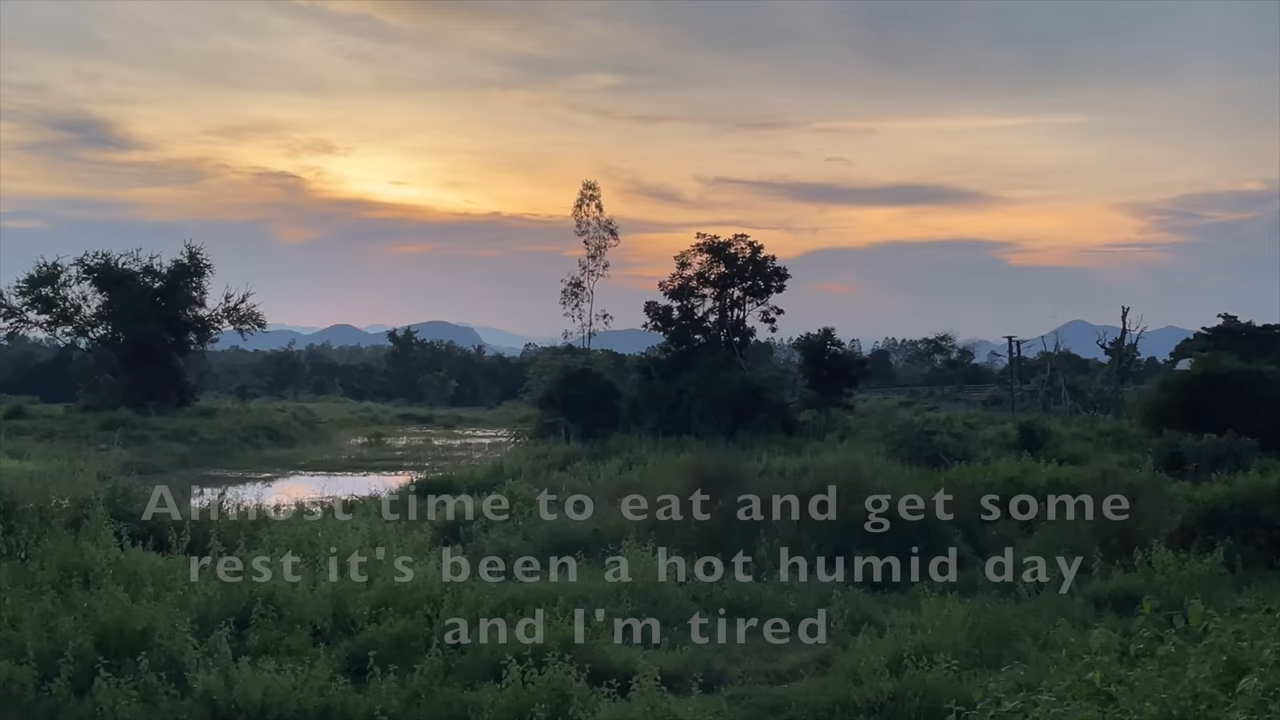 Almost time to eat and get some
rest it's been a hot humid day
and I'm tired